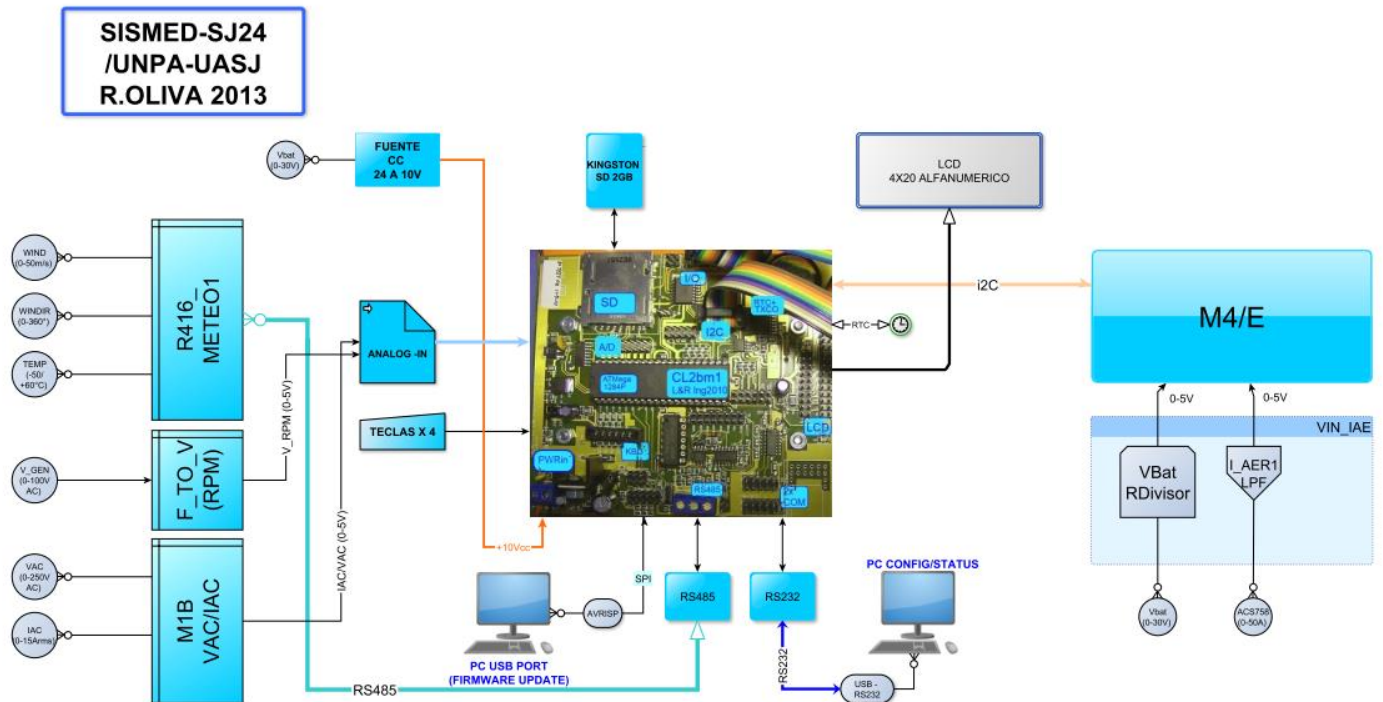 SISMED-SJ24
/UNPA-UASJ
R.OLIVA 2013
Vbat
(0-30V)
FUENTE
CC
24 A 10V
KINGSTON
SD 2GB
LCD
4X20 ALFANUMERICO
WIND
(0-50m/s)
WINDIR
(0-360°)
TEMP
(-50/
+60°C)
R416_
METEO1
ANALOG -IN
TECLAS X 4
V_RPM (0-5V)
IAC/VAC (0-5V)
V_GEN
(0-100V
AC)
F_TO_V
(RPM)
VAC
(0-250V
AC)
IAC
(0-15Arms)
M1B
VAC/IAC
SD
I/O
RTC+
TXCO
I2C
A/D
ATMega
1284P
CL2bm1
L&R Ing2010
LCD
KBD
PWRin
RS485
COM
i2C
RTC
M4/E
0-5V
0-5V
VIN_IAE
VBat
RDivisor
I_AER1
LPF
Vbat
(0-30V)
ACS758
(0-50A)
+10Vcc
SPI
AVRISP
PC USB PORT
(FIRMWARE UPDATE)
RS485
RS232
PC CONFIG/STATUS
RS232
USB -
RS232
RS485